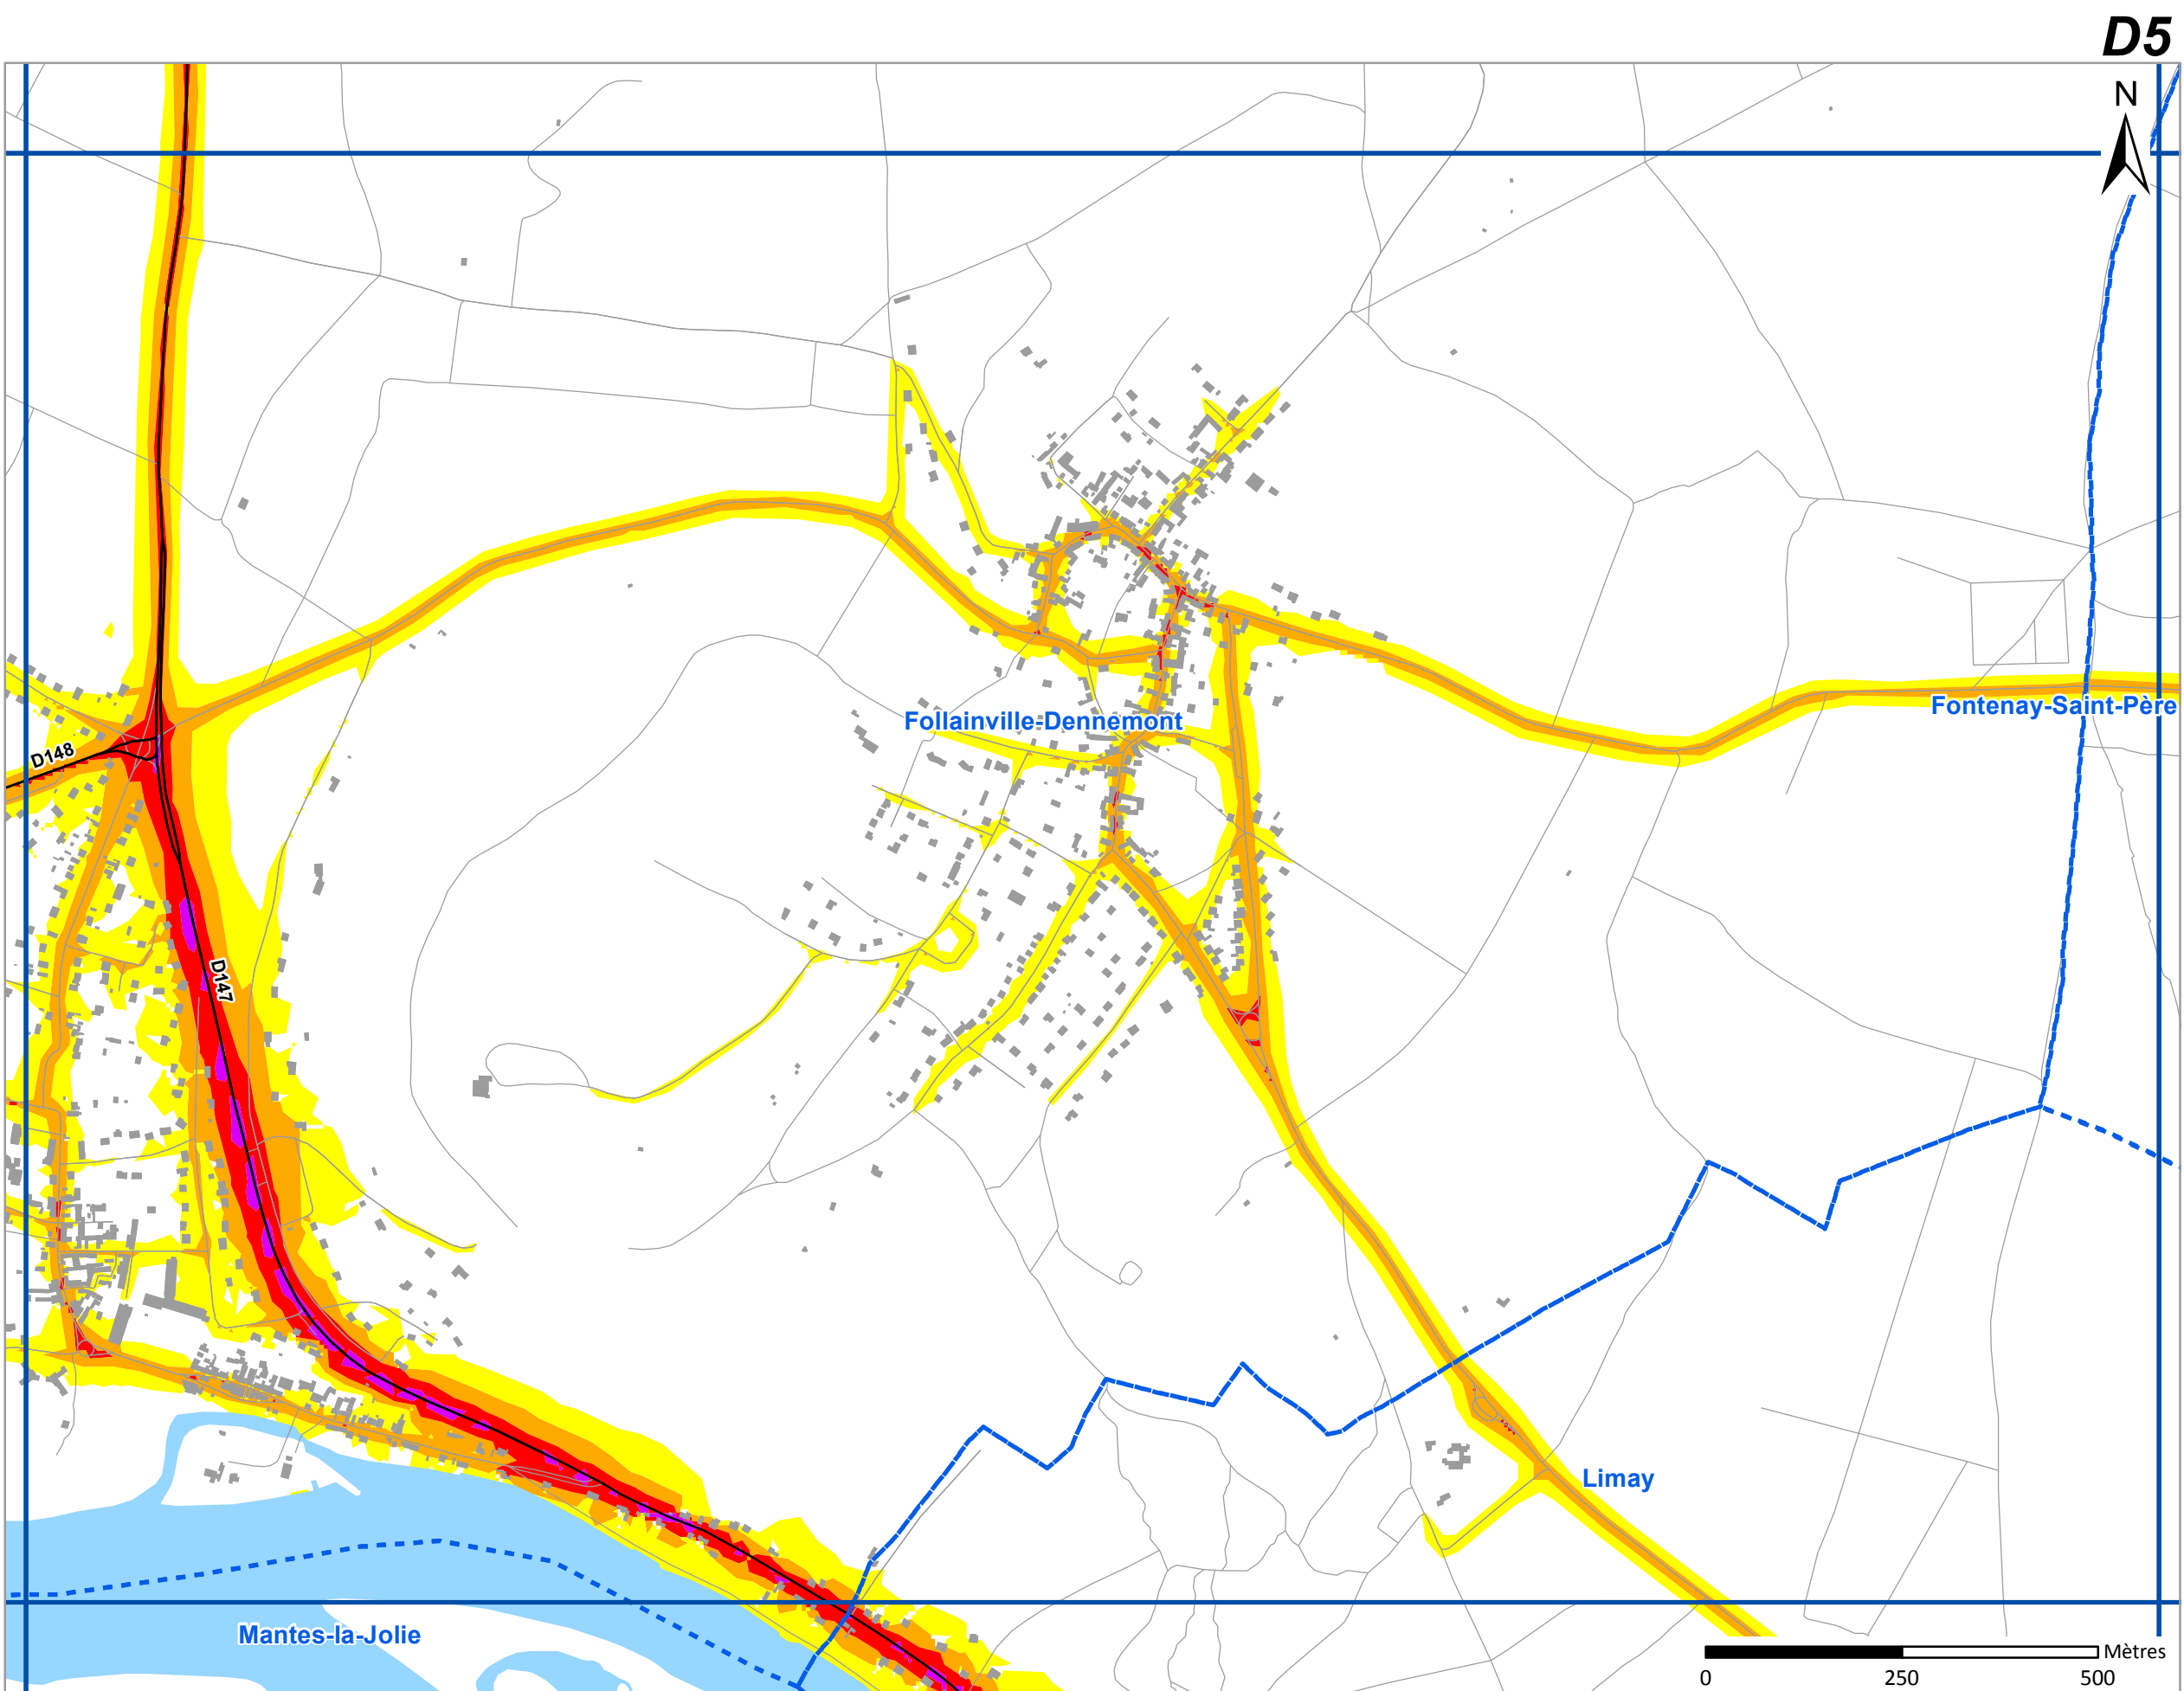 D5
N
Fontenay-Saint-Père
Follainville-Dennemont
D148
D147
Limay
Mantes-la-Jolie
Mètres
0 250 500